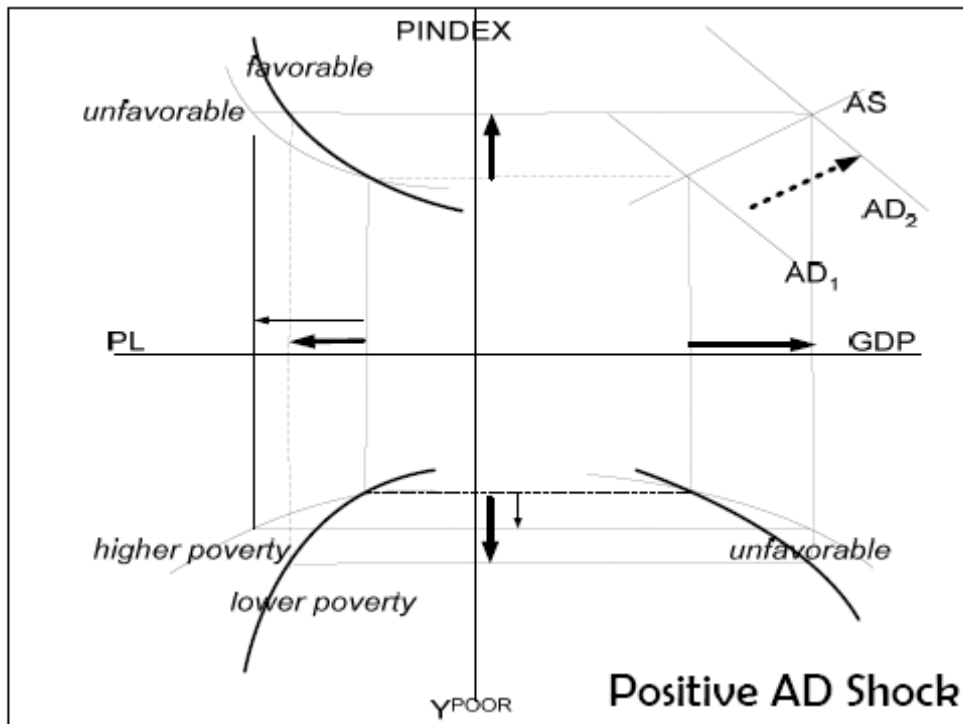 PINDEX
favorable
unfavorable
AS
AD2
AD1
PL
GDP
higher poverty
unfavorable
lower poverty
YPOOR
Positive AD Shock